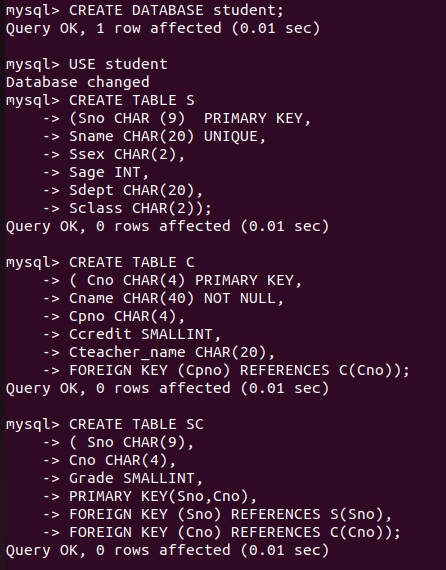 mysql> CREATE DATABASE student;
Query OK, 1 row affected (0.01 sec)
mysql> USE student
Database changed
mysql> CREATE TABLE S
    -> (Sno CHAR (9)  PRIMARY KEY,
    -> Sname CHAR(20) UNIQUE,
    -> Ssex CHAR(2),
    -> Sage INT,
    -> Sdept CHAR(20),
    -> Sclass CHAR(2));
Query OK, 0 rows affected (0.01 sec)
mysql> CREATE TABLE C
    -> ( Cno CHAR(4) PRIMARY KEY,
    -> Cname CHAR(40) NOT NULL,
    -> Cpno CHAR(4),
    -> Ccredit SMALLINT,
    -> Cteacher_name CHAR(20),
    -> FOREIGN KEY (Cpno) REFERENCES C(Cno));
Query OK, 0 rows affected (0.01 sec)
mysql> CREATE TABLE SC
    -> ( Sno CHAR(9),
    -> Cno CHAR(4),
    -> Grade SMALLINT,
    -> PRIMARY KEY(Sno,Cno),
    -> FOREIGN KEY (Sno) REFERENCES S(Sno),
    -> FOREIGN KEY (Cno) REFERENCES C(Cno));
Query OK, 0 rows affected (0.01 sec)